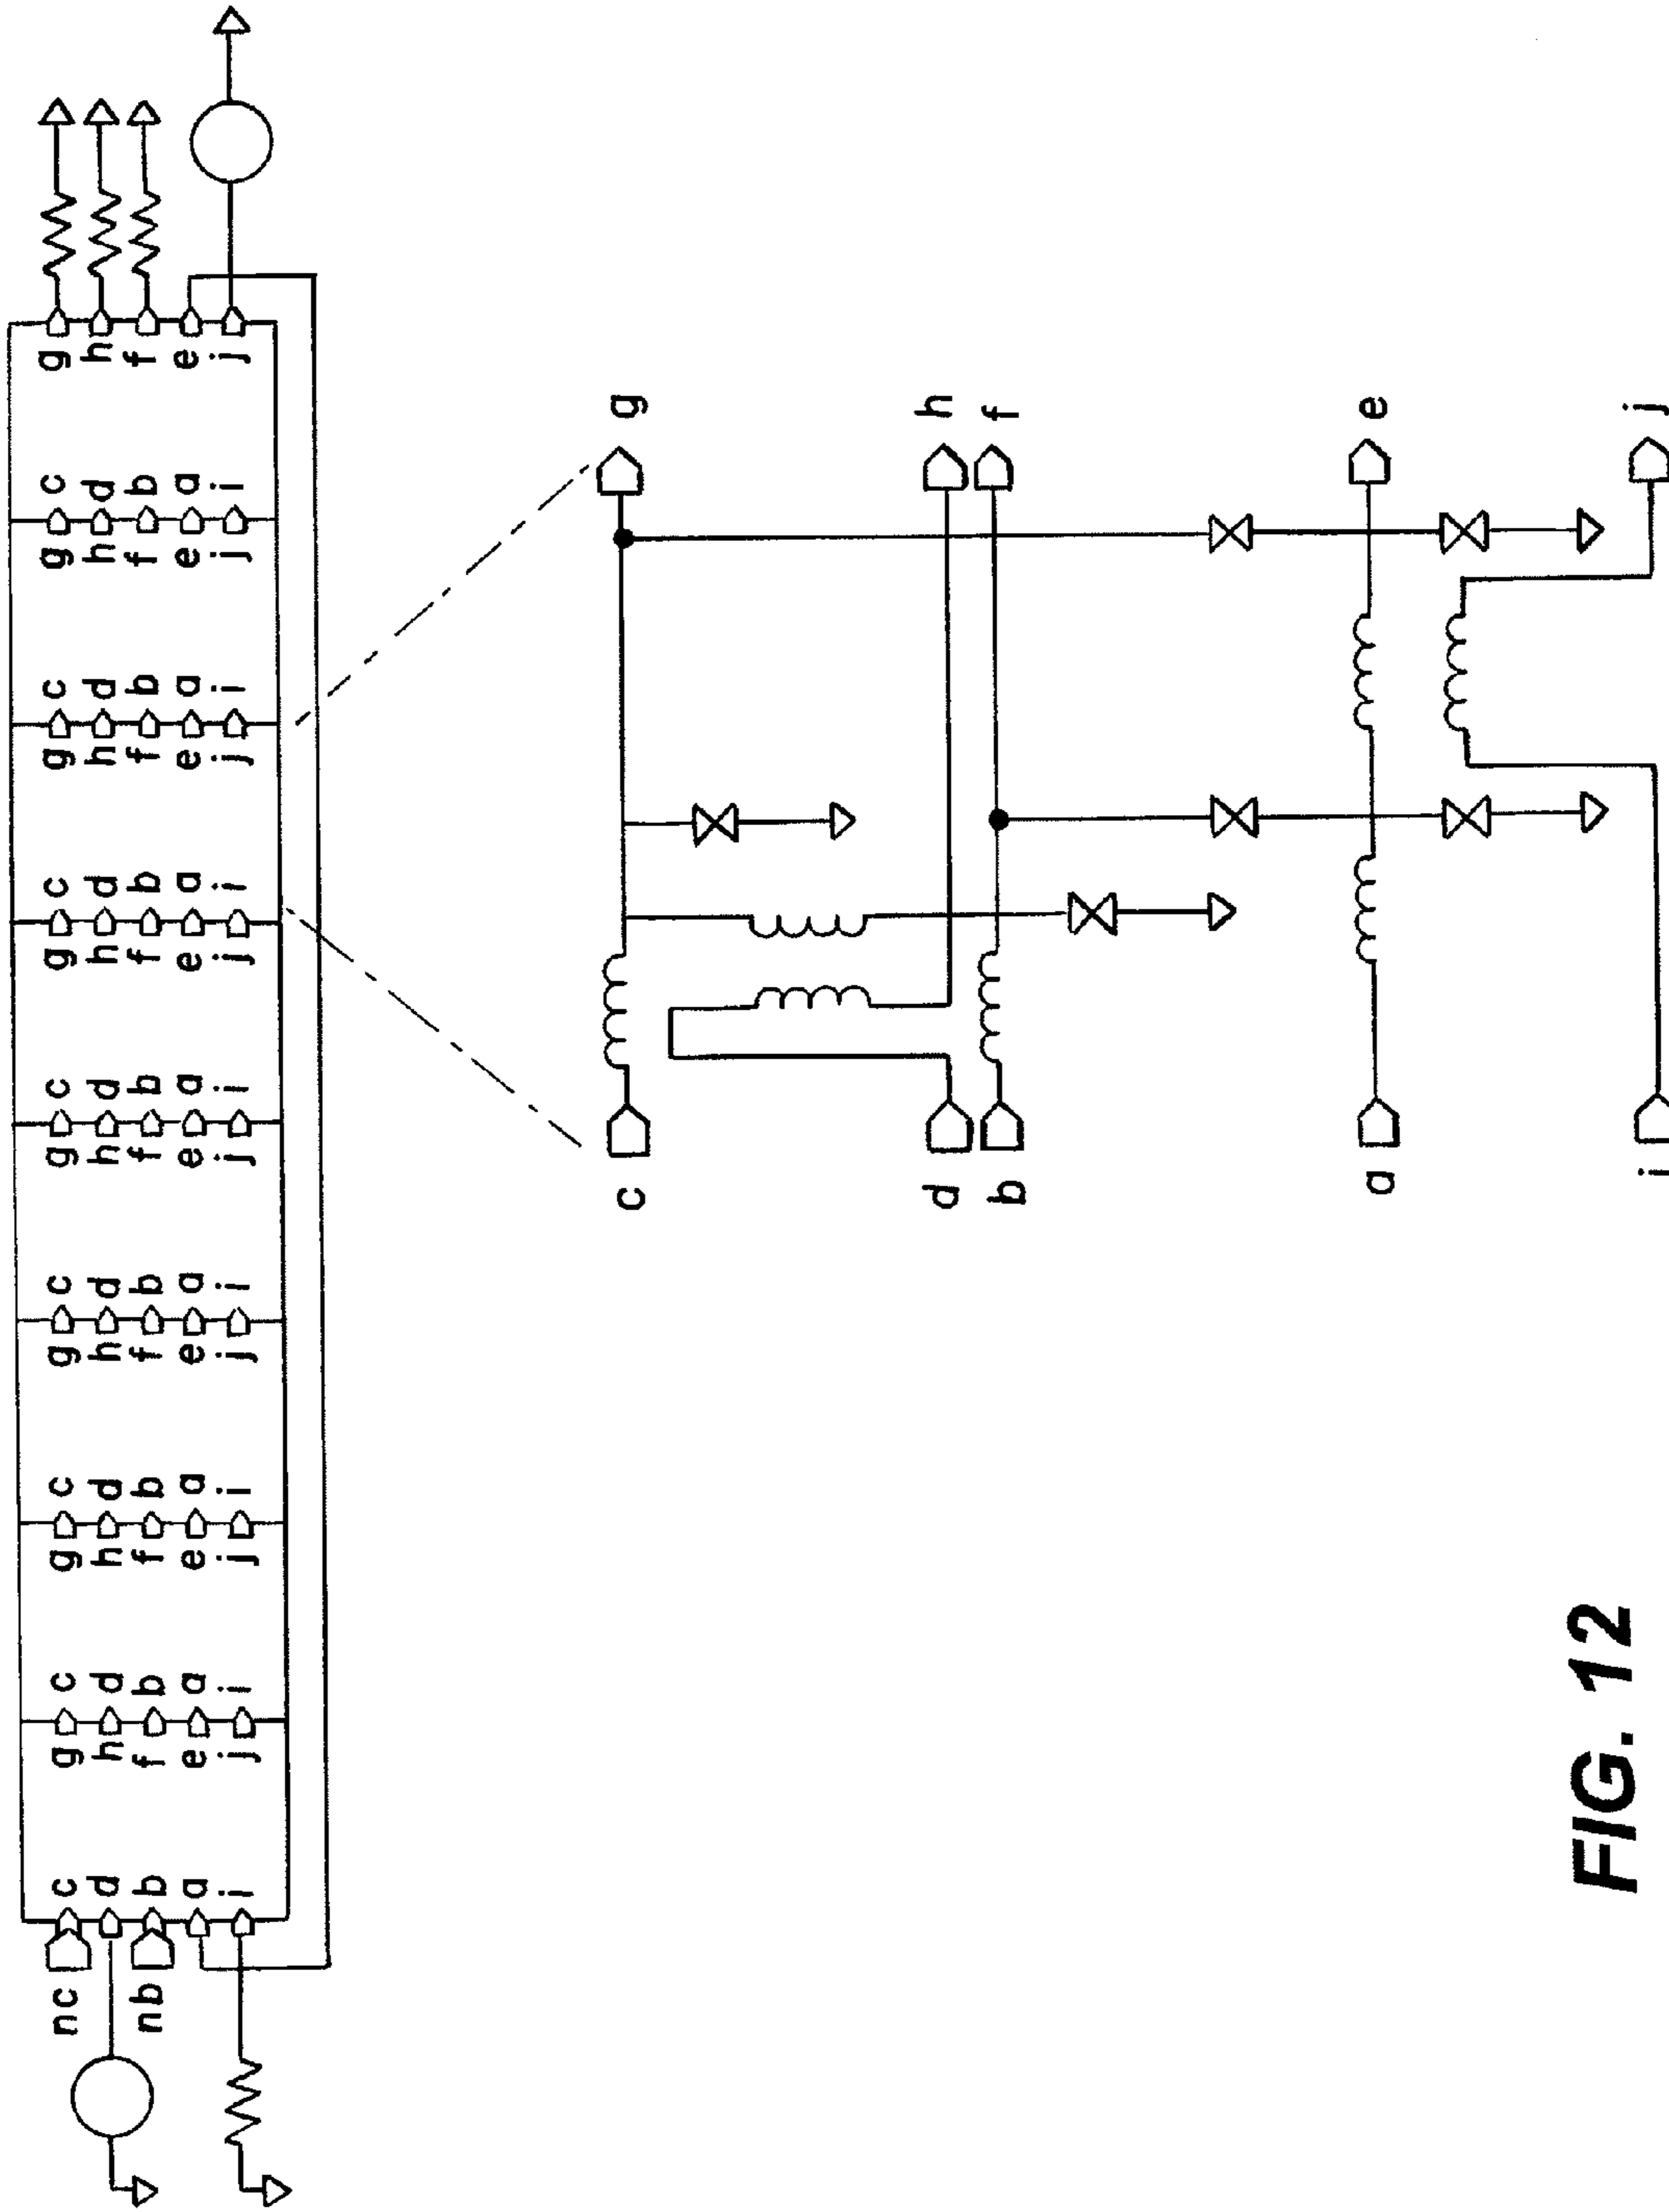 nc c g c g c g c g c g c g c g c g
d h d h d h d h d h d h d h d h
nb b f b f b f b f b f b f b f b f
a e a e a e a e a e a e a e a e
i j i j i j i j i j i j i j i j
c g
d h
b f
a e
i j
FIG. 12